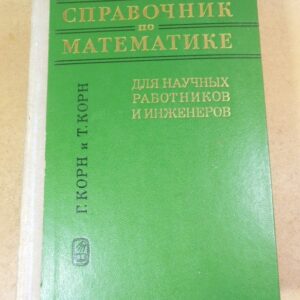 СПРАВОЧНИК
ПО
МАТЕМАТИКЕ
ДЛЯ НАУЧНЫХ
РАБОТНИКОВ
И ИНЖЕНЕРОВ
Г. КОРН и Т. КОРН